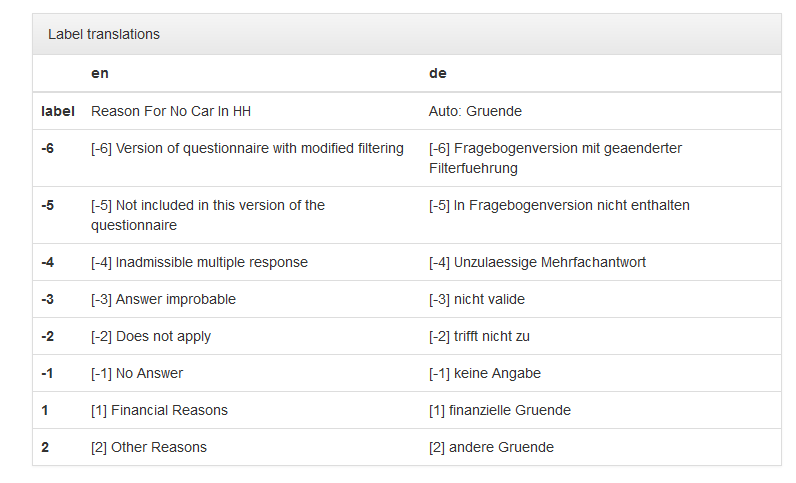 Label translations
en de
label Reason For No Car In HH Auto: Gruende
-6 [-6] Version of questionnaire with modified filtering [-6] Fragebogenversion mit geaenderter
Filterfuehrung
-5 [-5] Not included in this version of the [-5] In Fragebogenversion nicht enthalten
questionnaire
-4 [-4] Inadmissible multiple response [-4] Unzulaessige Mehrfachantwort
-3 [-3] Answer improbable [-3] nicht valide
-2 [-2] Does not apply [-2] trifft nicht zu
-1 [-1] No Answer [-1] keine Angabe
1 [1] Financial Reasons [1] finanzielle Gruende
2 [2] Other Reasons [2] andere Gruende